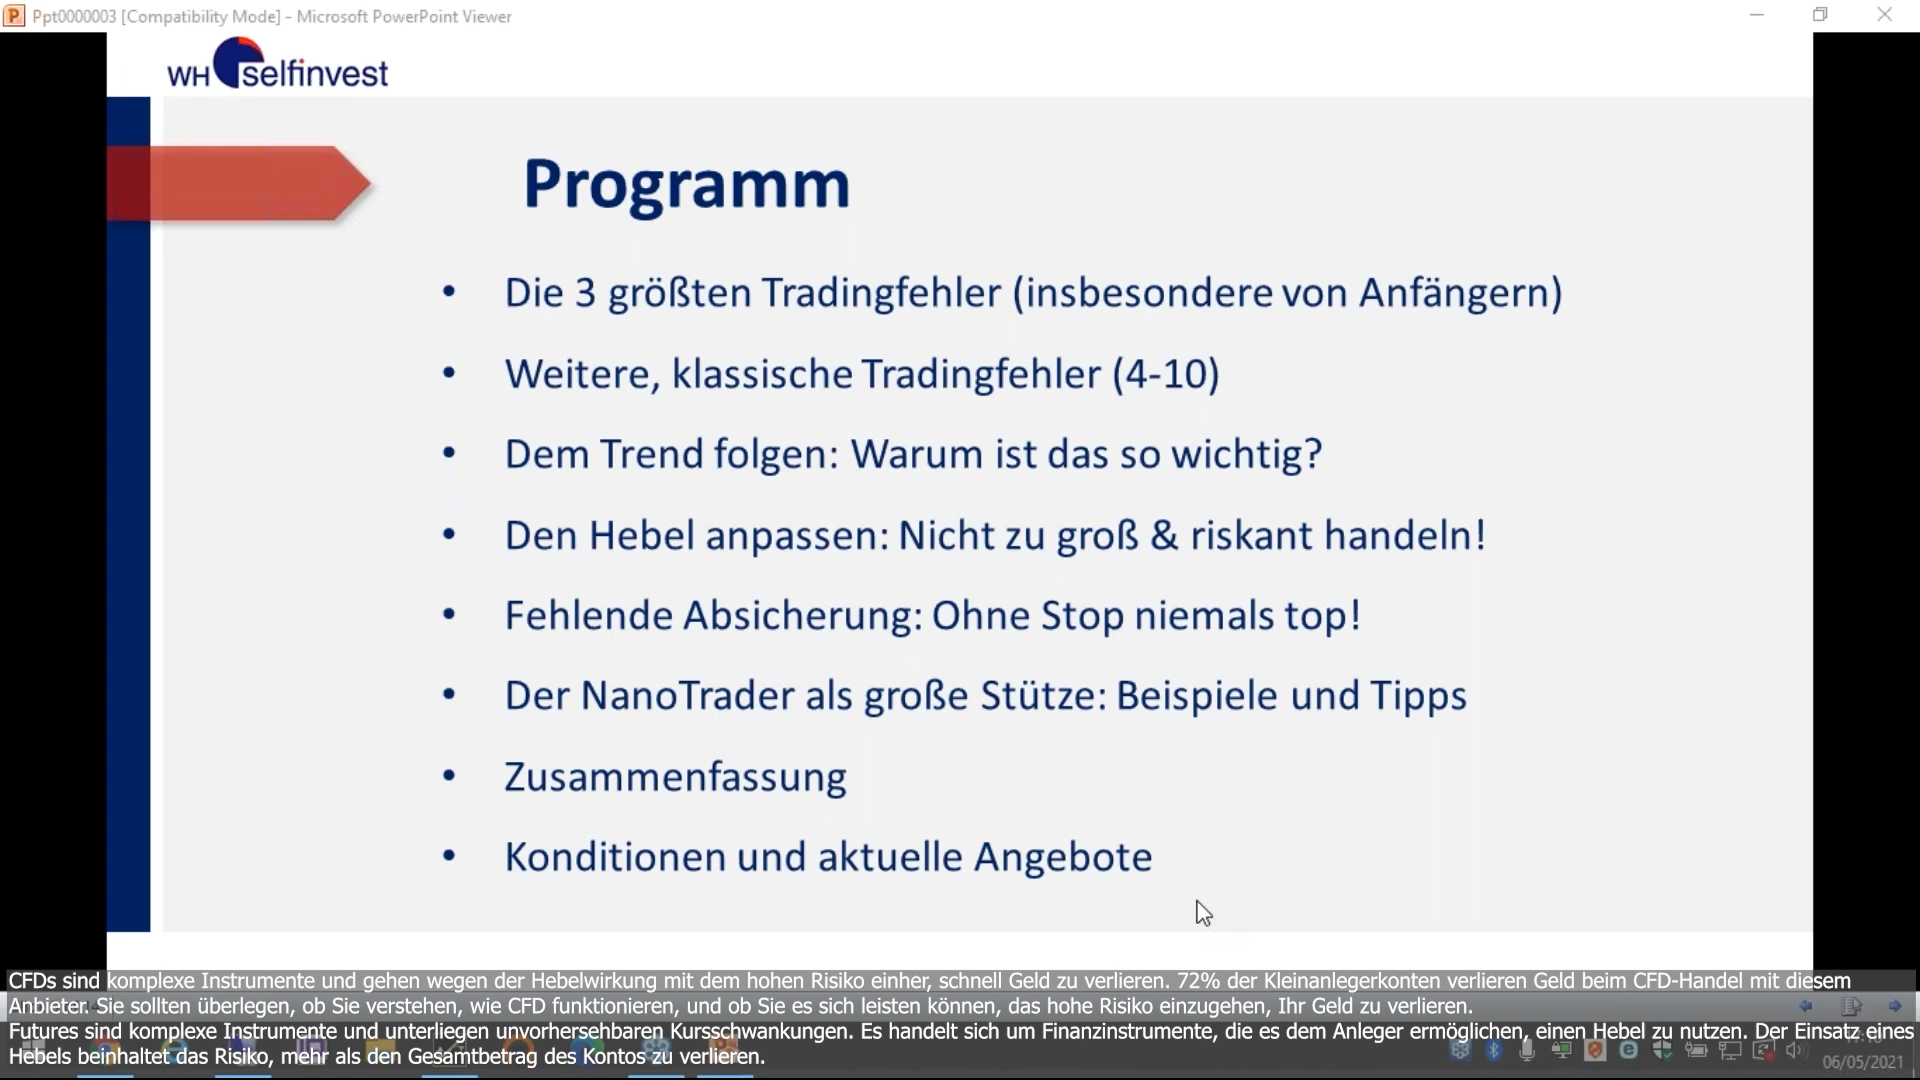 Ppt0000003 [Compatibility Mode] - Microsoft PowerPoint Viewer
WH selfinvest
Programm
• Die 3 größten Tradingfehler (insbesondere von Anfängern)
• Weitere, klassische Tradingfehler (4-10)
• Dem Trend folgen: Warum ist das so wichtig?
• Den Hebel anpassen: Nicht zu groß & riskant handeln!
• Fehlende Absicherung: Ohne Stop niemals top!
• Der NanoTrader als große Stütze: Beispiele und Tipps
• Zusammenfassung
• Konditionen und aktuelle Angebote
CFDs sind komplexe Instrumente und gehen wegen der Hebelwirkung mit dem hohen Risiko einher, schnell Geld zu verlieren. 72% der Kleinanlegerkonten verlieren Geld beim CFD-Handel mit diesem
Anbieter. Sie sollten überlegen, ob Sie verstehen, wie CFD funktionieren, und ob Sie es sich leisten können, das hohe Risiko einzugehen, Ihr Geld zu verlieren.
Futures sind komplexe Instrumente und unterliegen unvorhersehbaren Kursschwankungen. Es handelt sich um Finanzinstrumente, die es dem Anleger ermöglichen, einen Hebel zu nutzen. Der Einsatz eines
Hebels beinhaltet das Risiko, mehr als den Gesamtbetrag des Kontos zu verlieren.
06/05/2021